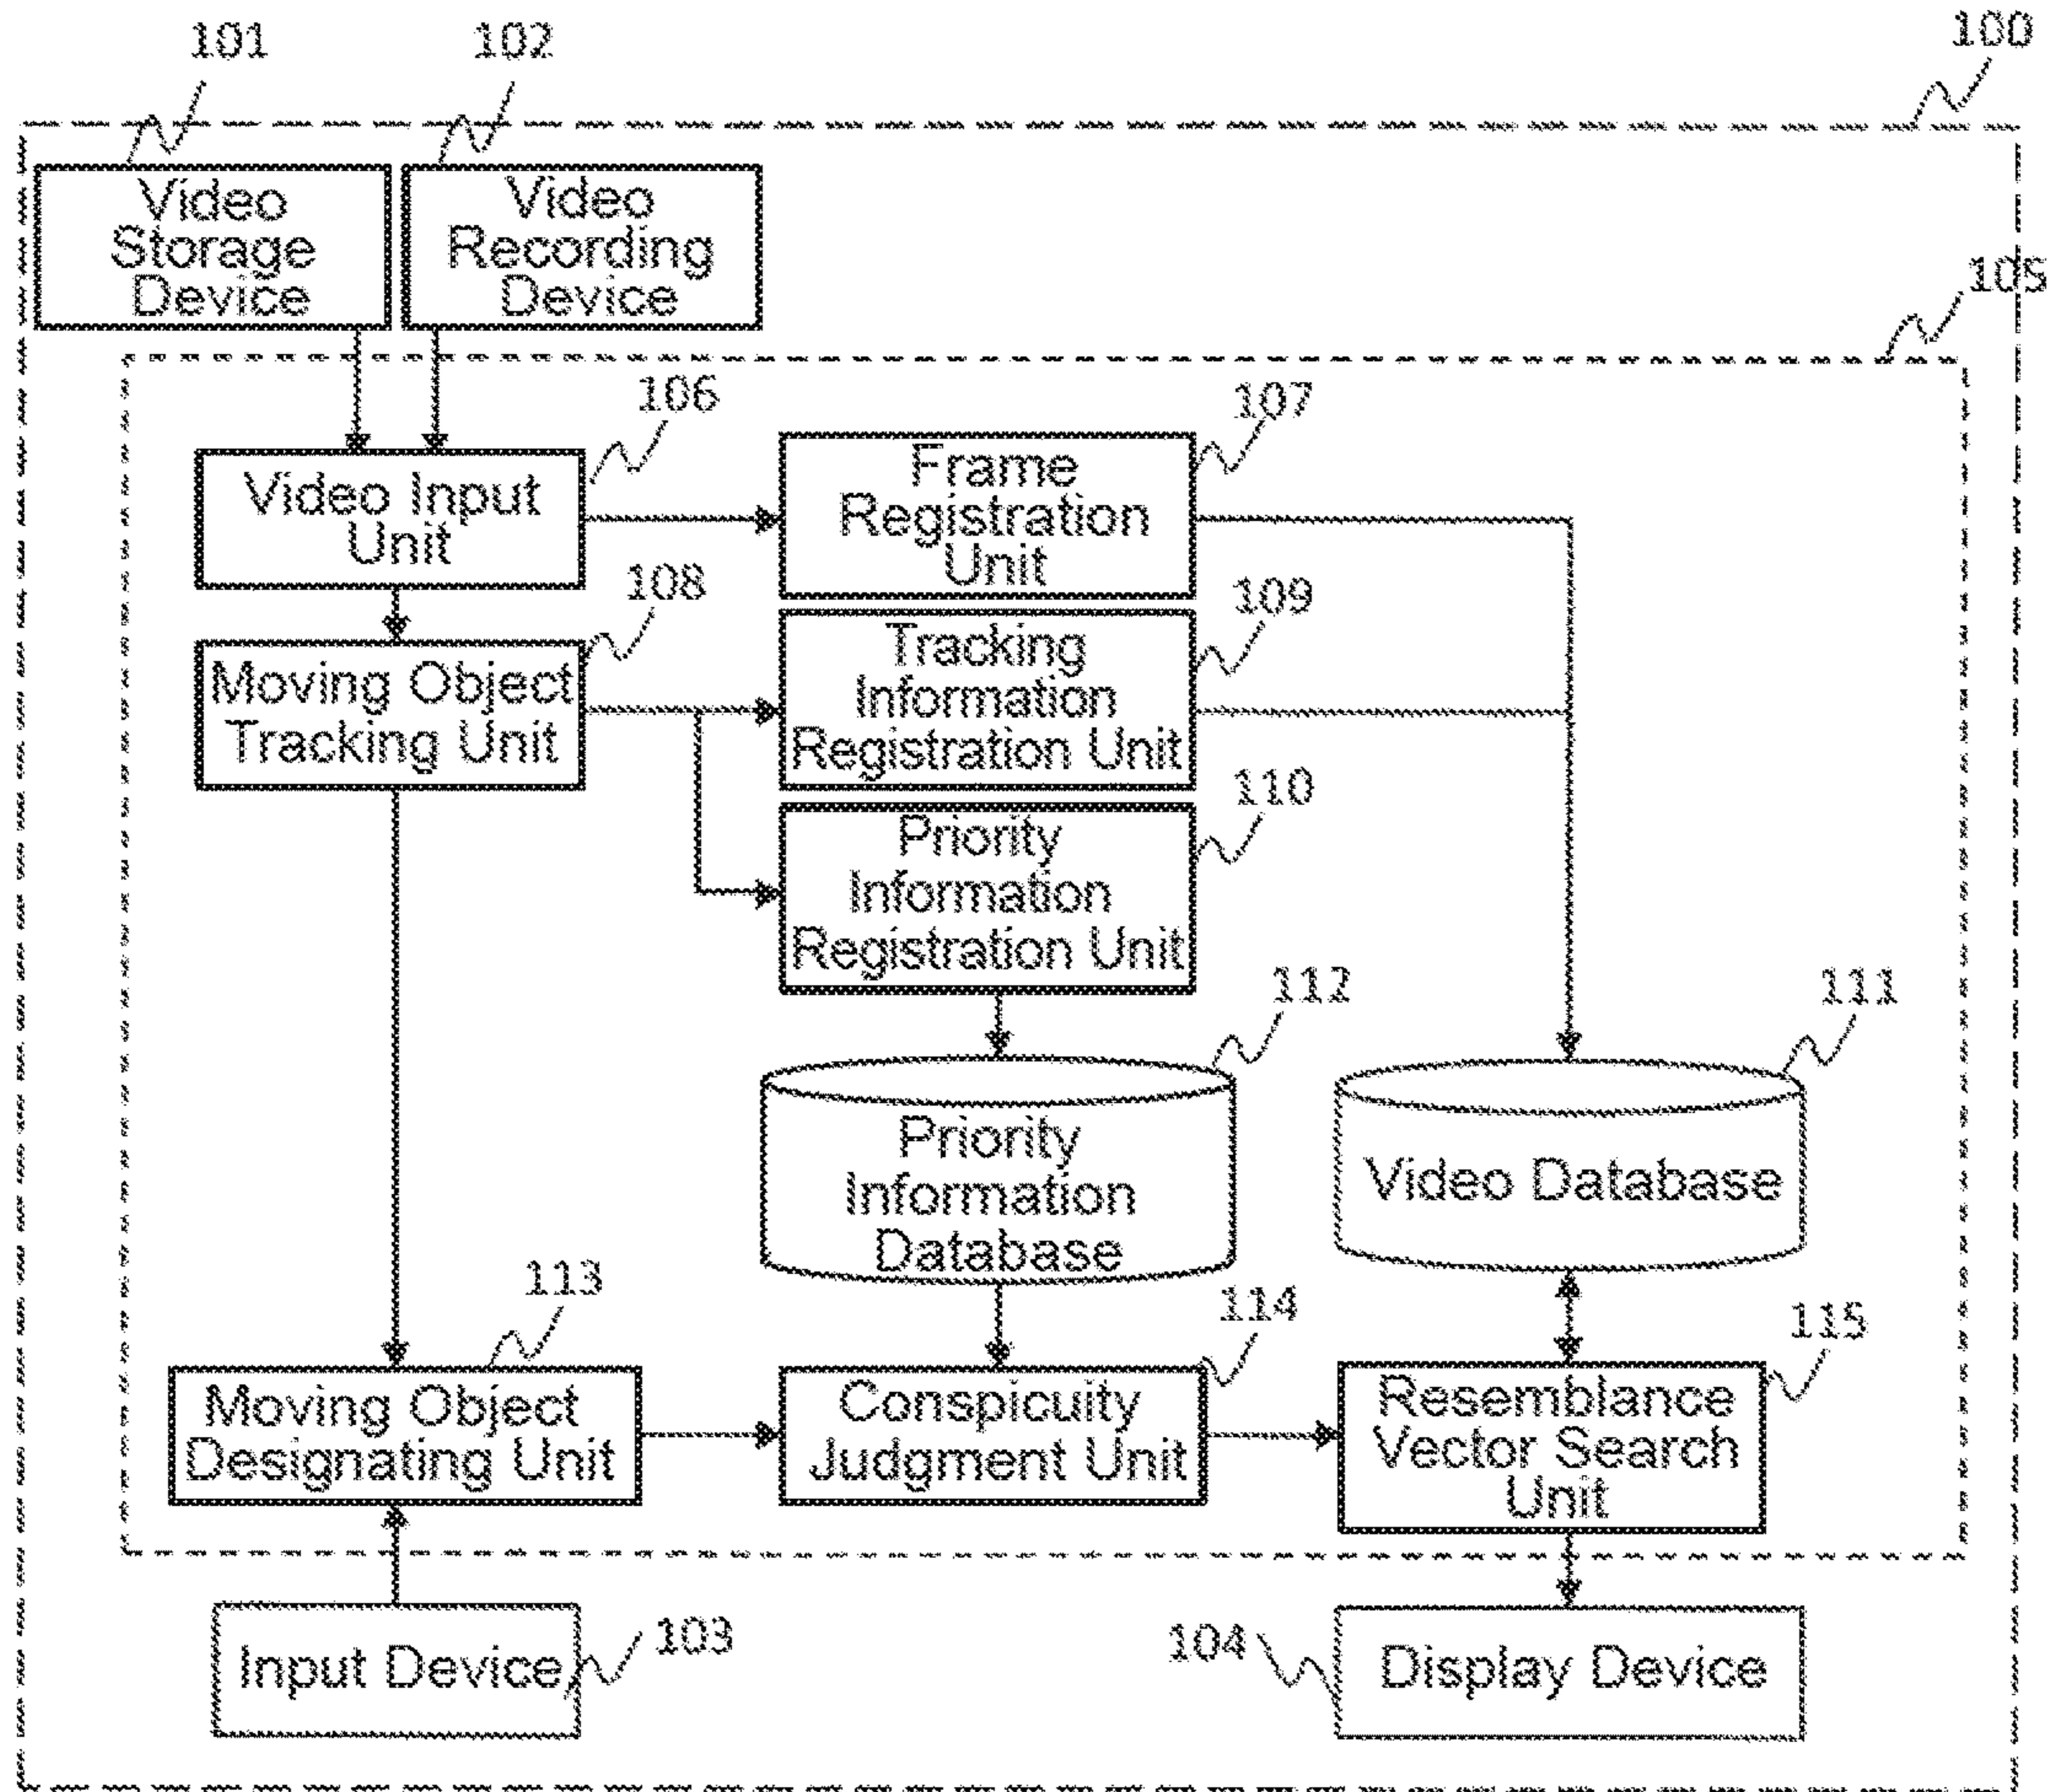 101
102
100
Video
Storage
Device
Video
Recording
Device
105
106
107
Video Input
Unit
Frame
Registration
Unit
108
109
Moving Object
Tracking Unit
Tracking
Information
Registration Unit
110
Priority
Information
Registration Unit
112
111
Priority
Information
Database
Video Database
113
114
115
Moving Object
Designating Unit
Conspicuity
Judgment Unit
Resemblance
Vector Search
Unit
Input Device
103
104
Display Device